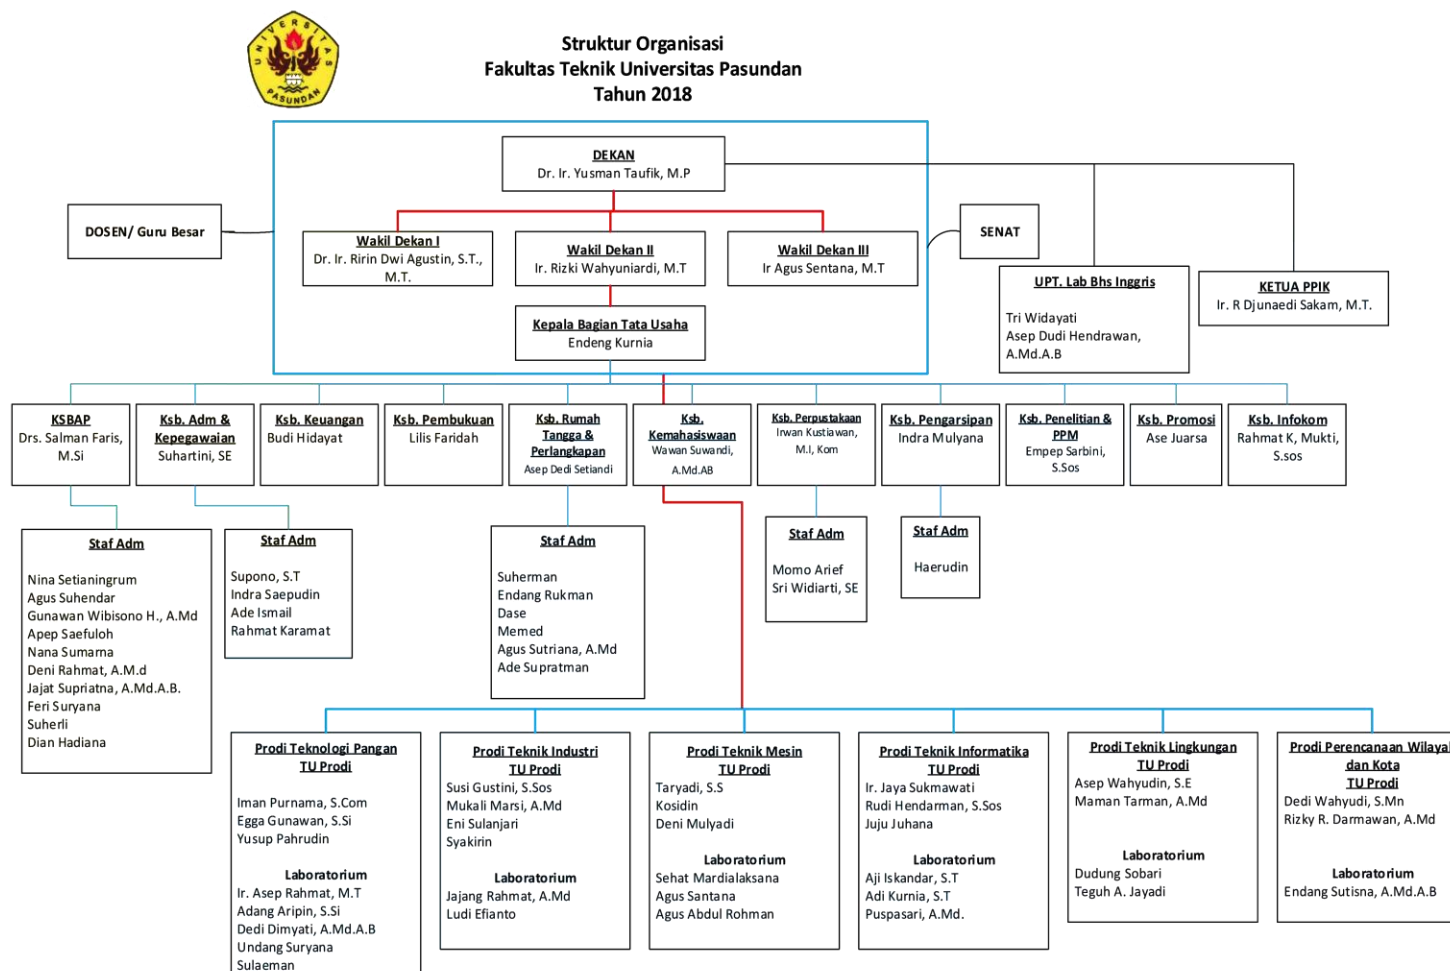 UNIVERSITAS
PASUNDAN
Struktur Organisasi
Fakultas Teknik Universitas Pasundan
Tahun 2018
DEKAN
Dr. Ir. Yusman Taufik, M.P
DOSEN/ Guru Besar
Wakil Dekan I
Dr. Ir. Ririn Dwi Agustin, S.T.,
M.T.
Wakil Dekan II
Ir. Rizki Wahyuniardi, M.T
Wakil Dekan III
Ir Agus Sentana, M.T
SENAT
UPT. Lab Bhs Inggris
Tri Widayati
Asep Dudi Hendrawan,
A.Md.A.B
KETUA PPIK
Ir. R Djunaedi Sakam, M.T.
Kepala Bagian Tata Usaha
Endeng Kurnia
KSBAP
Drs. Salman Faris,
M.Si
Ksb. Adm &
Kepegawaian
Suhartini, SE
Ksb. Keuangan
Budi Hidayat
Ksb. Pembukuan
Lilis Faridah
Ksb. Rumah
Tangga &
Perlangkapan
Asep Dedi Setiandi
Ksb.
Kemahasiswaan
Wawan Suwandi,
A.Md.AB
Ksb. Perpustakaan
Irwan Kustiawan,
M.I, Kom
Ksb. Pengarsipan
Indra Mulyana
Ksb. Penelitian &
PPM
Empep Sarbini,
S.Sos
Ksb. Promosi
Ase Juarsa
Ksb. Infokom
Rahmat K, Mukti,
S.sos
Staf Adm
Nina Setianingrum
Agus Suhendar
Gunawan Wibisono H., A.Md
Apep Saefuloh
Nana Sumarna
Deni Rahmat, A.M.d
Jajat Supriatna, A.Md.A.B.
Feri Suryana
Suherli
Dian Hadiana
Staf Adm
Supono, S.T
Indra Saepudin
Ade Ismail
Rahmat Karamat
Staf Adm
Suherman
Endang Rukman
Dase
Memed
Agus Sutriana, A.Md
Ade Supratman
Staf Adm
Momo Arief
Sri Widiarti, SE
Staf Adm
Haerudin
Prodi Teknologi Pangan
TU Prodi
Iman Purnama, S.Com
Egga Gunawan, S.Si
Yusup Pahrudin
Laboratorium
Ir. Asep Rahmat, M.T
Adang Aripin, S.Si
Dedi Dimyati, A.Md.A.B
Undang Suryana
Sulaeman
Prodi Teknik Industri
TU Prodi
Susi Gustini, S.Sos
Mukali Marsi, A.Md
Eni Sulanjari
Syakirin
Laboratorium
Jajang Rahmat, A.Md
Ludi Efianto
Prodi Teknik Mesin
TU Prodi
Taryadi, S.S
Kosidin
Deni Mulyadi
Laboratorium
Sehat Mardialaksana
Agus Santana
Agus Abdul Rohman
Prodi Teknik Informatika
TU Prodi
Ir. Jaya Sukmawati
Rudi Hendarman, S.Sos
Juju Juhana
Laboratorium
Aji Iskandar, S.T
Adi Kurnia, S.T
Puspasari, A.Md.
Prodi Teknik Lingkungan
TU Prodi
Asep Wahyudin, S.E
Maman Tarman, A.Md
Laboratorium
Dudung Sobari
Teguh A. Jayadi
Prodi Perencanaan Wilayah
dan Kota
TU Prodi
Dedi Wahyudi, S.Mn
Rizky R. Darmawan, A.Md
Laboratorium
Endang Sutisna, A.Md.A.B